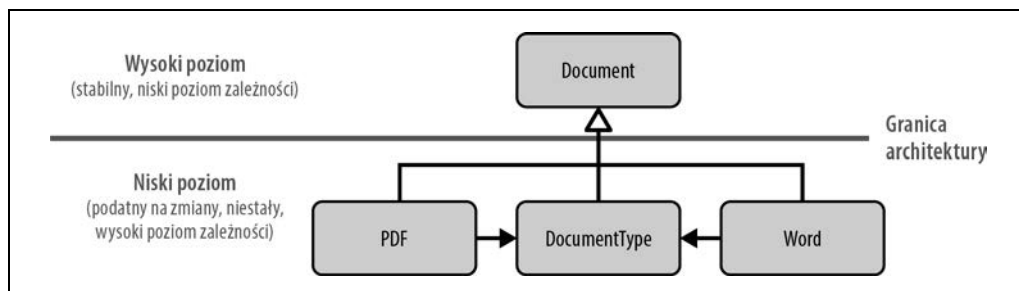 Wysoki poziom
(stabilny, niski poziom zależności)
Document
Granica
architektury
Niski poziom
(podatny na zmiany, niestały,
wysoki poziom zależności)
PDF
DocumentType
Word